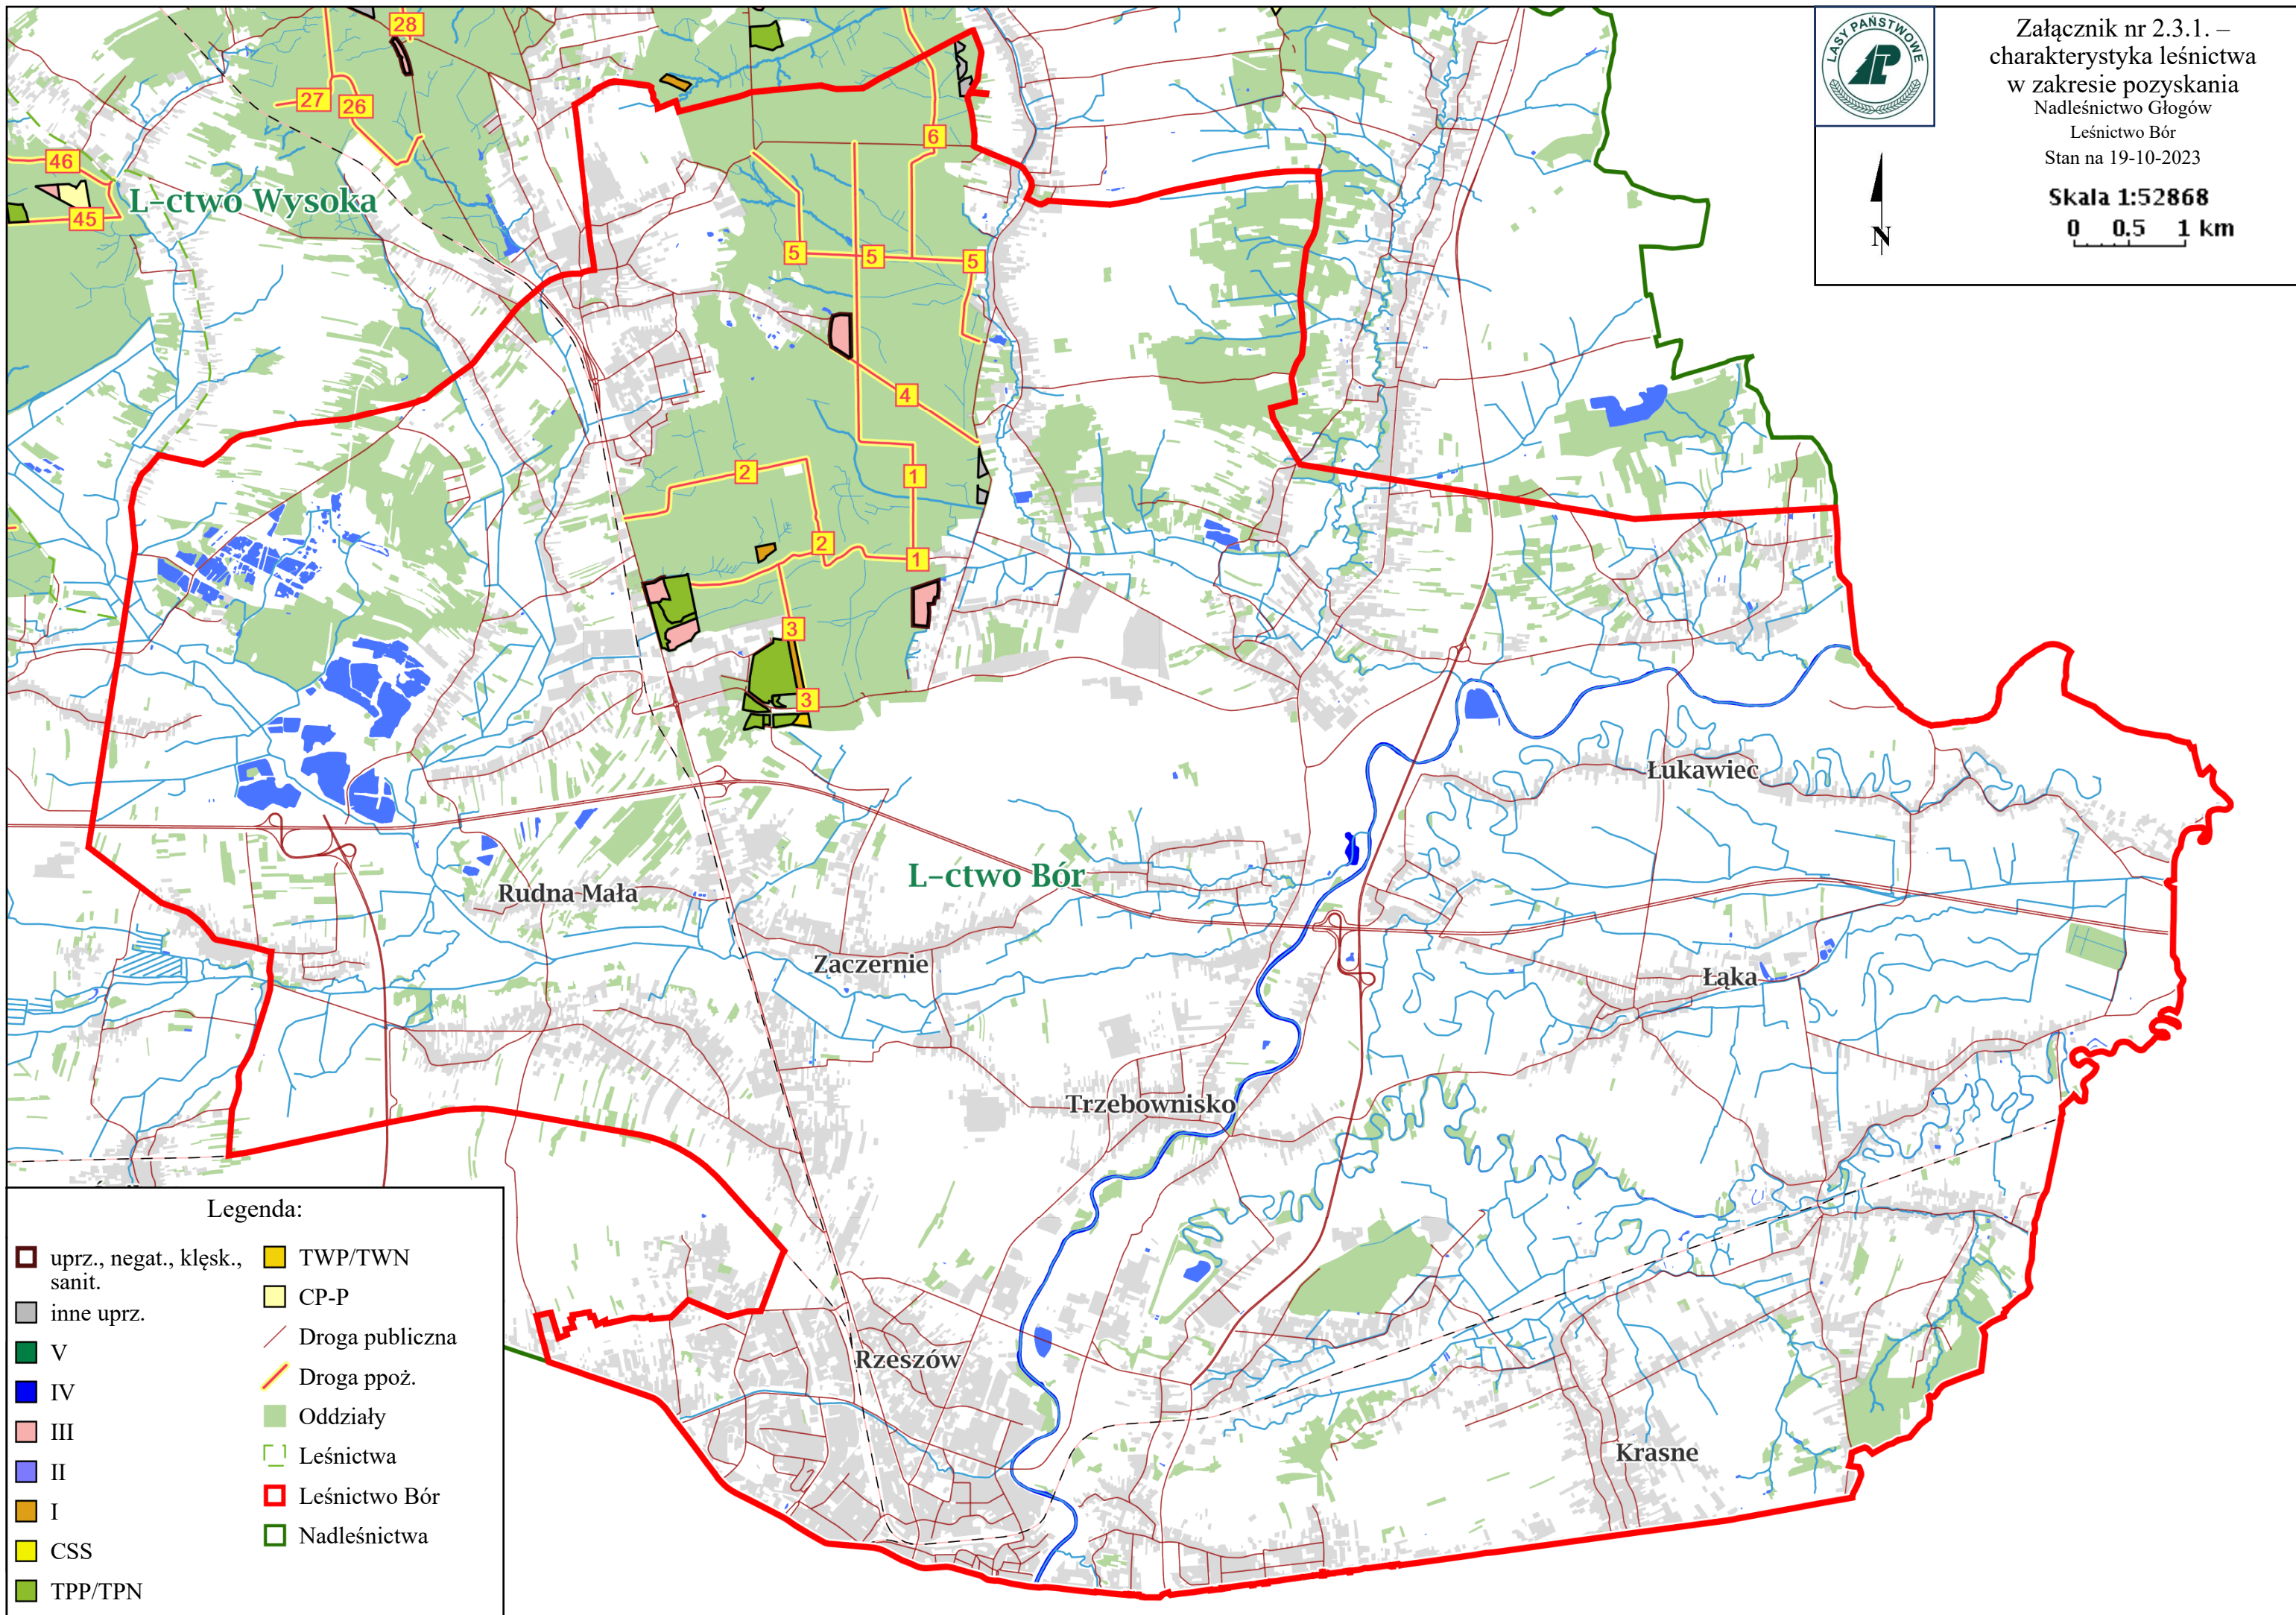 LASY PAŃSTWOWE
Załącznik nr 2.3.1. –
charakterystyka leśnictwa
w zakresie pozyskania
Nadleśnictwo Głogów
Leśnictwo Bór
Stan na 19-10-2023
Skala 1:52868
0 0.5 1 km
N
28
27
26
46
45
L-ctwo Wysoka
6
5
5
5
4
2
1
2
1
3
3
Łukawiec
L-ctwo Bór
Rudna Mała
Zaczernie
Łąka
Trzebownisko
Rzeszów
Krasne
Legenda:
uprz., negat., klęsk.,
sanit.
inne uprz.
V
IV
III
II
I
CSS
TPP/TPN
TWP/TWN
CP-P
Droga publiczna
Droga ppoż.
Oddziały
Leśnictwa
Leśnictwo Bór
Nadleśnictwa